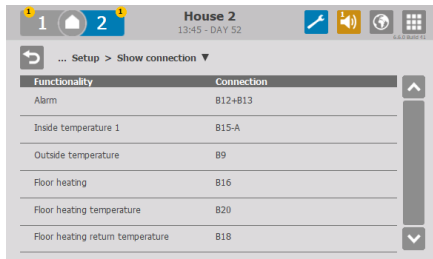 1 1 2 1
House 2
13:45 - DAY 52
1
... Setup > Show connection ▼
Functionality Connection
Alarm B12+B13
Inside temperature 1 B15-A
Outside temperature B9
Floor heating B16
Floor heating temperature B20
Floor heating return temperature B18